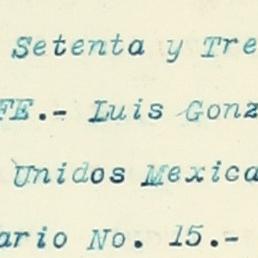 Setenta y Tre
FE.- Luis Gonz
Unidos Mexica
ario No. 15.-